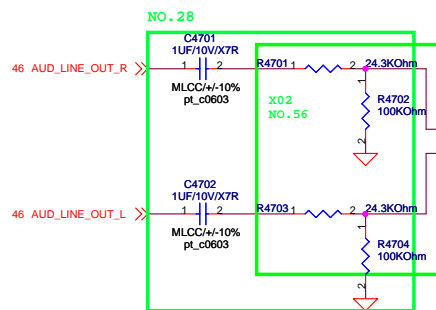 NO.28
C4701
1UF/10V/X7R
46 AUD_LINE_OUT_R
1 2
R4701 1 2 24.3KOhm
MLCC/+/-10%
pt_c0603
X02
NO.56
1
R4702
100KOhm
2
C4702
1UF/10V/X7R
46 AUD_LINE_OUT_L
1 2
R4703 1 2 24.3KOhm
MLCC/+/-10%
pt_c0603
1
R4704
100KOhm
2